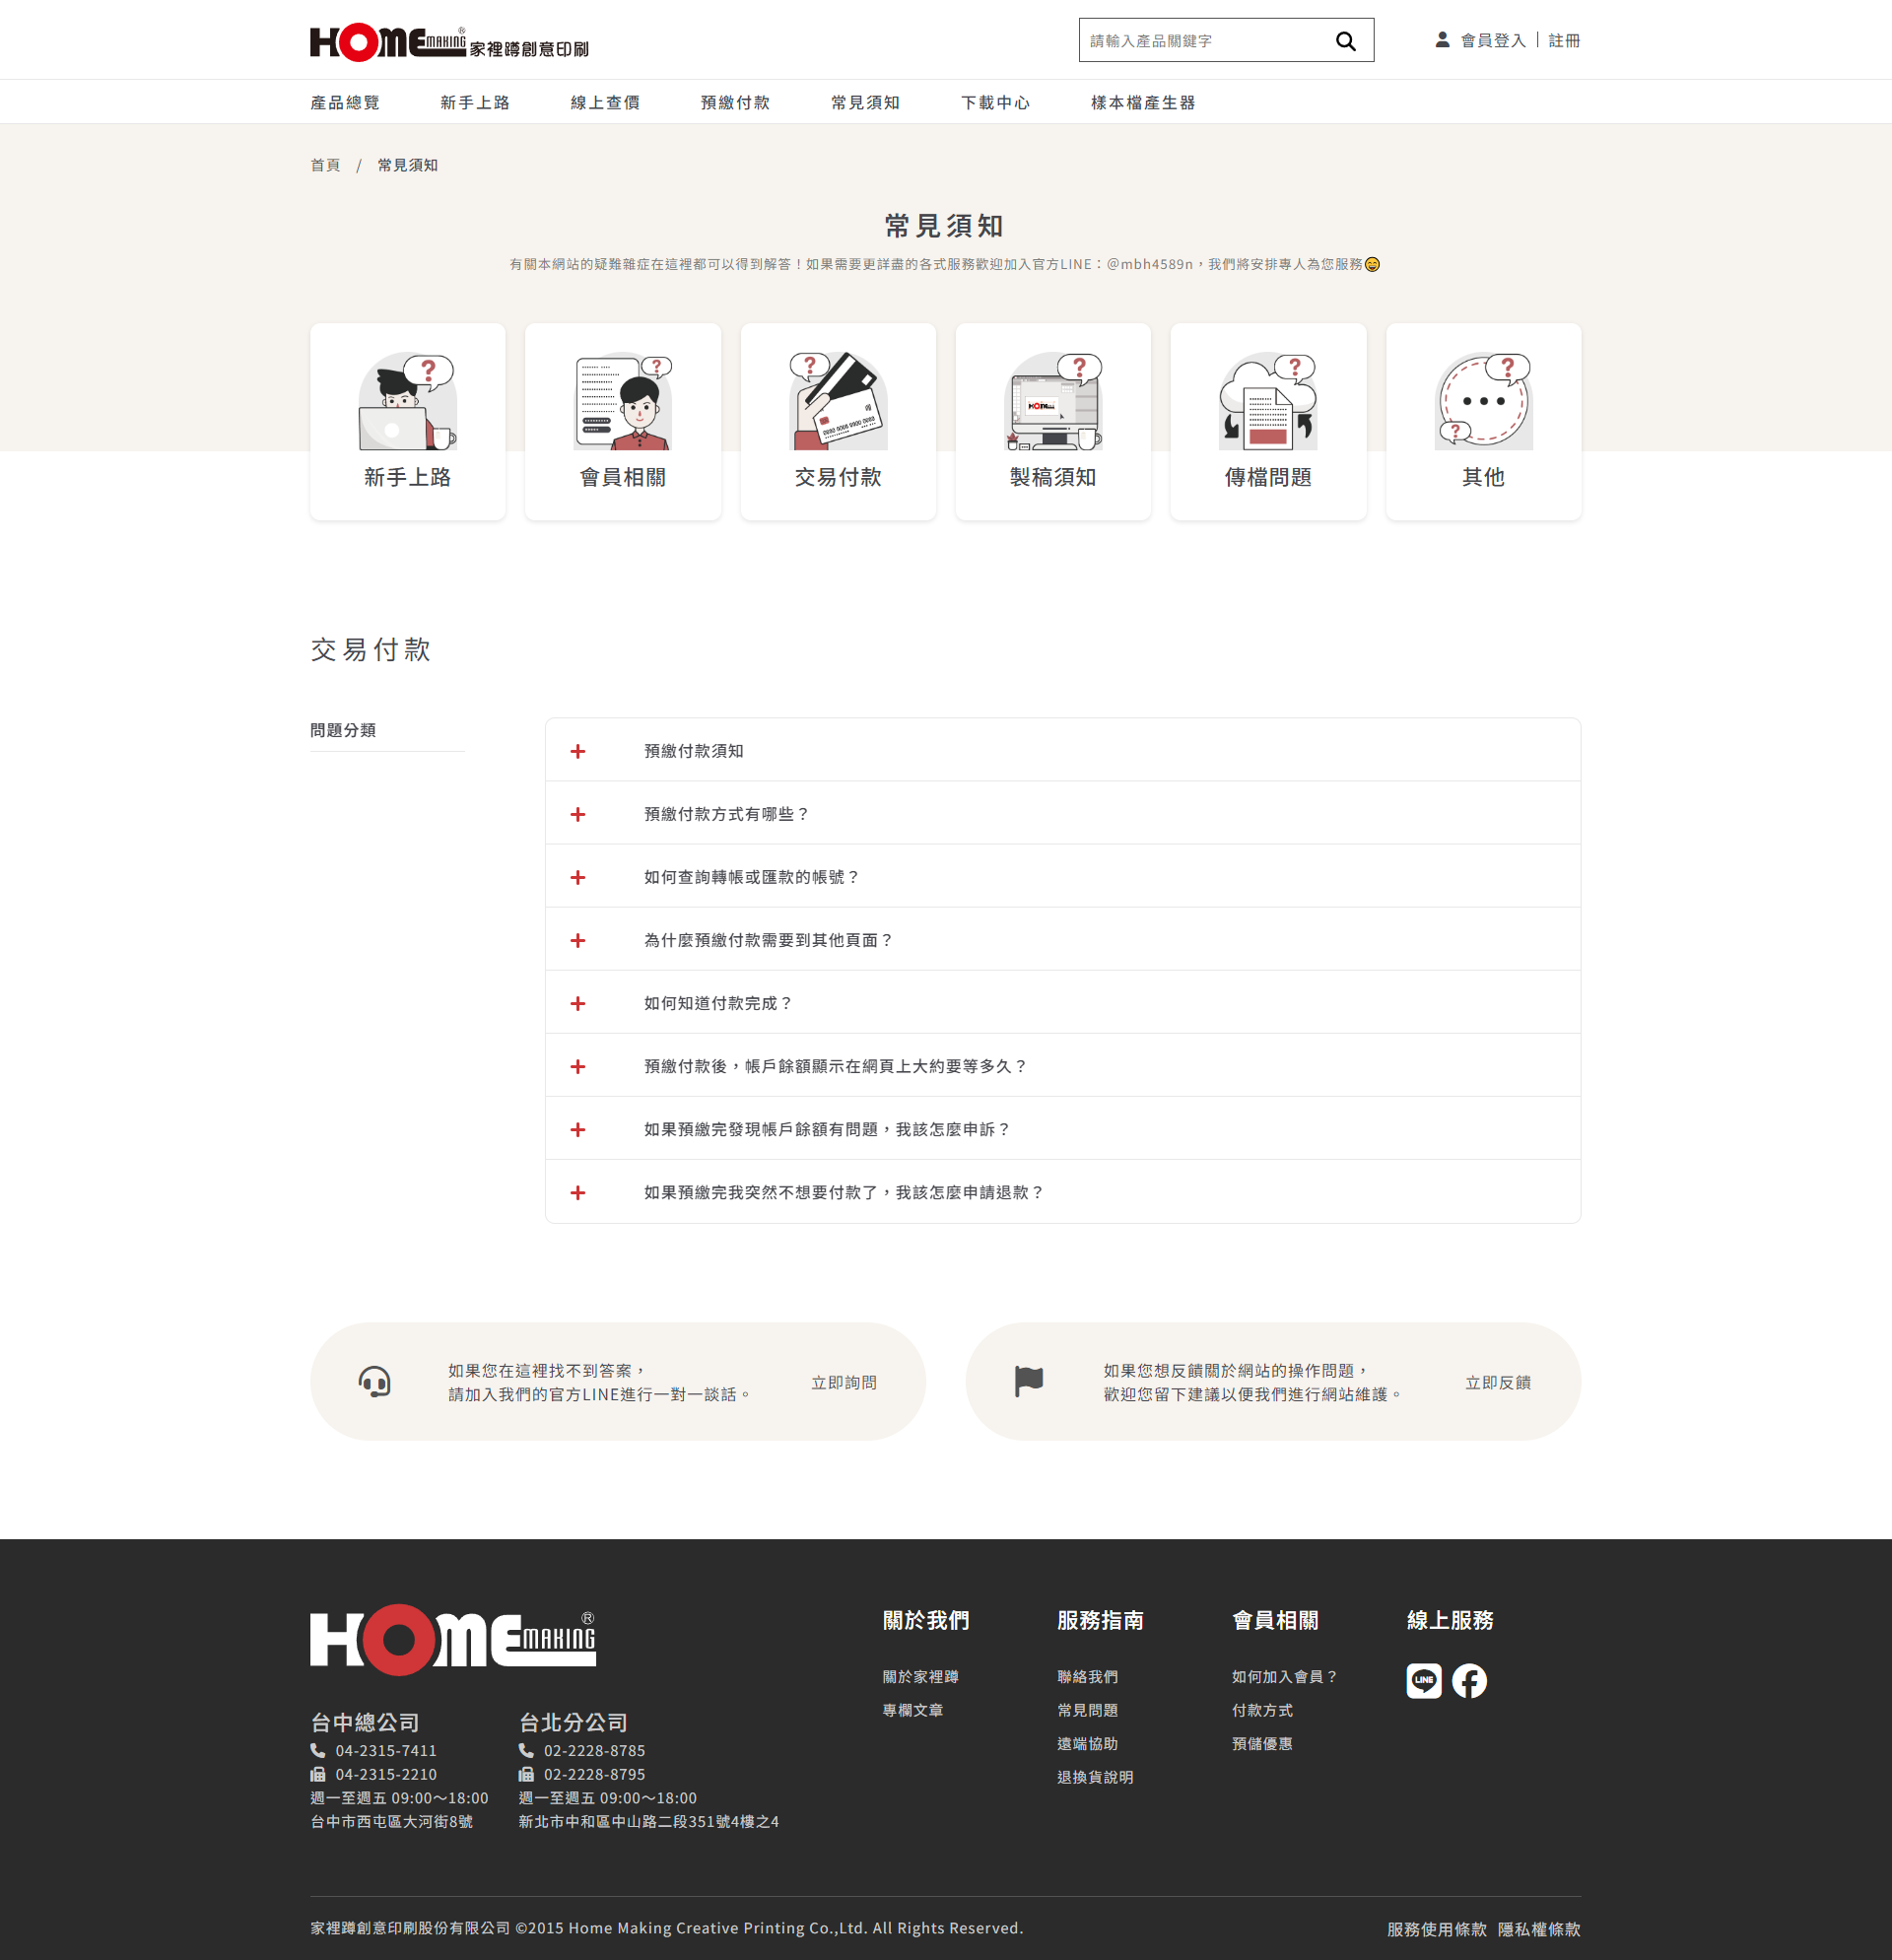 HOME MAKING® 家裡蹲創意印刷
請輸入產品關鍵字
會員登入 | 註冊
產品總覽 新手上路 線上查價 預繳付款 常見須知 下載中心 樣本檔產生器
首頁 / 常見須知
常見須知
有關本網站的疑難雜症在這裡都可以得到解答！如果需要更詳盡的各式服務歡迎加入官方LINE：@mbh4589n，我們將安排專人為您服務😄
新手上路 會員相關 交易付款 製稿須知 傳檔問題 其他
交易付款
問題分類
預繳付款須知
預繳付款方式有哪些？
如何查詢轉帳或匯款的帳號？
為什麼預繳付款需要到其他頁面？
如何知道付款完成？
預繳付款後，帳戶餘額顯示在網頁上大約要等多久？
如果預繳完發現帳戶餘額有問題，我該怎麼申訴？
如果預繳完我突然不想要付款了，我該怎麼申請退款？
如果您在這裡找不到答案，
請加入我們的官方LINE進行一對一談話。
立即詢問
如果您想反饋關於網站的操作問題，
歡迎您留下建議以便我們進行網站維護。
立即反饋
HOME MAKING®
台中總公司
04-2315-7411
04-2315-2210
週一至週五 09:00～18:00
台中市西屯區大河街8號
台北分公司
02-2228-8785
02-2228-8795
週一至週五 09:00～18:00
新北市中和區中山路二段351號4樓之4
關於我們
關於家裡蹲
專欄文章
服務指南
聯絡我們
常見問題
遠端協助
退換貨說明
會員相關
如何加入會員？
付款方式
預儲優惠
線上服務
LINE
家裡蹲創意印刷股份有限公司 ©2015 Home Making Creative Printing Co.,Ltd. All Rights Reserved.
服務使用條款 隱私權條款